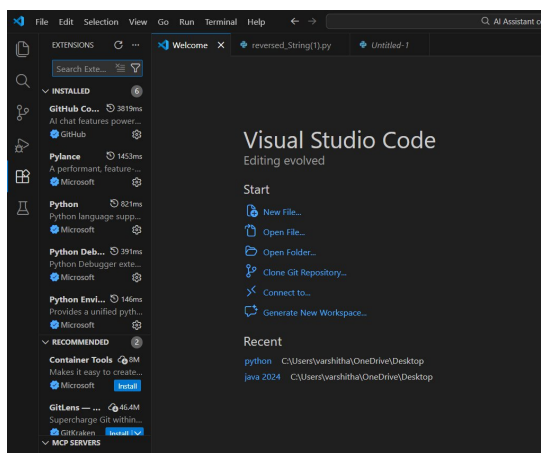 File Edit Selection View Go Run Terminal Help
AI Assistant o
EXTENSIONS
Welcome
reversed_String(1).py
Untitled-1
Search Exte...
INSTALLED 6
GitHub Co... 3819ms
AI chat features power...
GitHub
Pylance 1453ms
A performant, feature-...
Microsoft
Python 821ms
Python language supp...
Microsoft
Python Deb... 391ms
Python Debugger exte...
Microsoft
Python Envi... 146ms
Provides a unified pyth...
Microsoft
RECOMMENDED 2
Container Tools 8M
Makes it easy to create...
Microsoft Install
GitLens — ... 46.4M
Supercharge Git within...
GitKraken Install
MCP SERVERS
Visual Studio Code
Editing evolved
Start
New File...
Open File...
Open Folder...
Clone Git Repository...
Connect to...
Generate New Workspace...
Recent
python C:\Users\varshitha\OneDrive\Desktop
java 2024 C:\Users\varshitha\OneDrive\Desktop